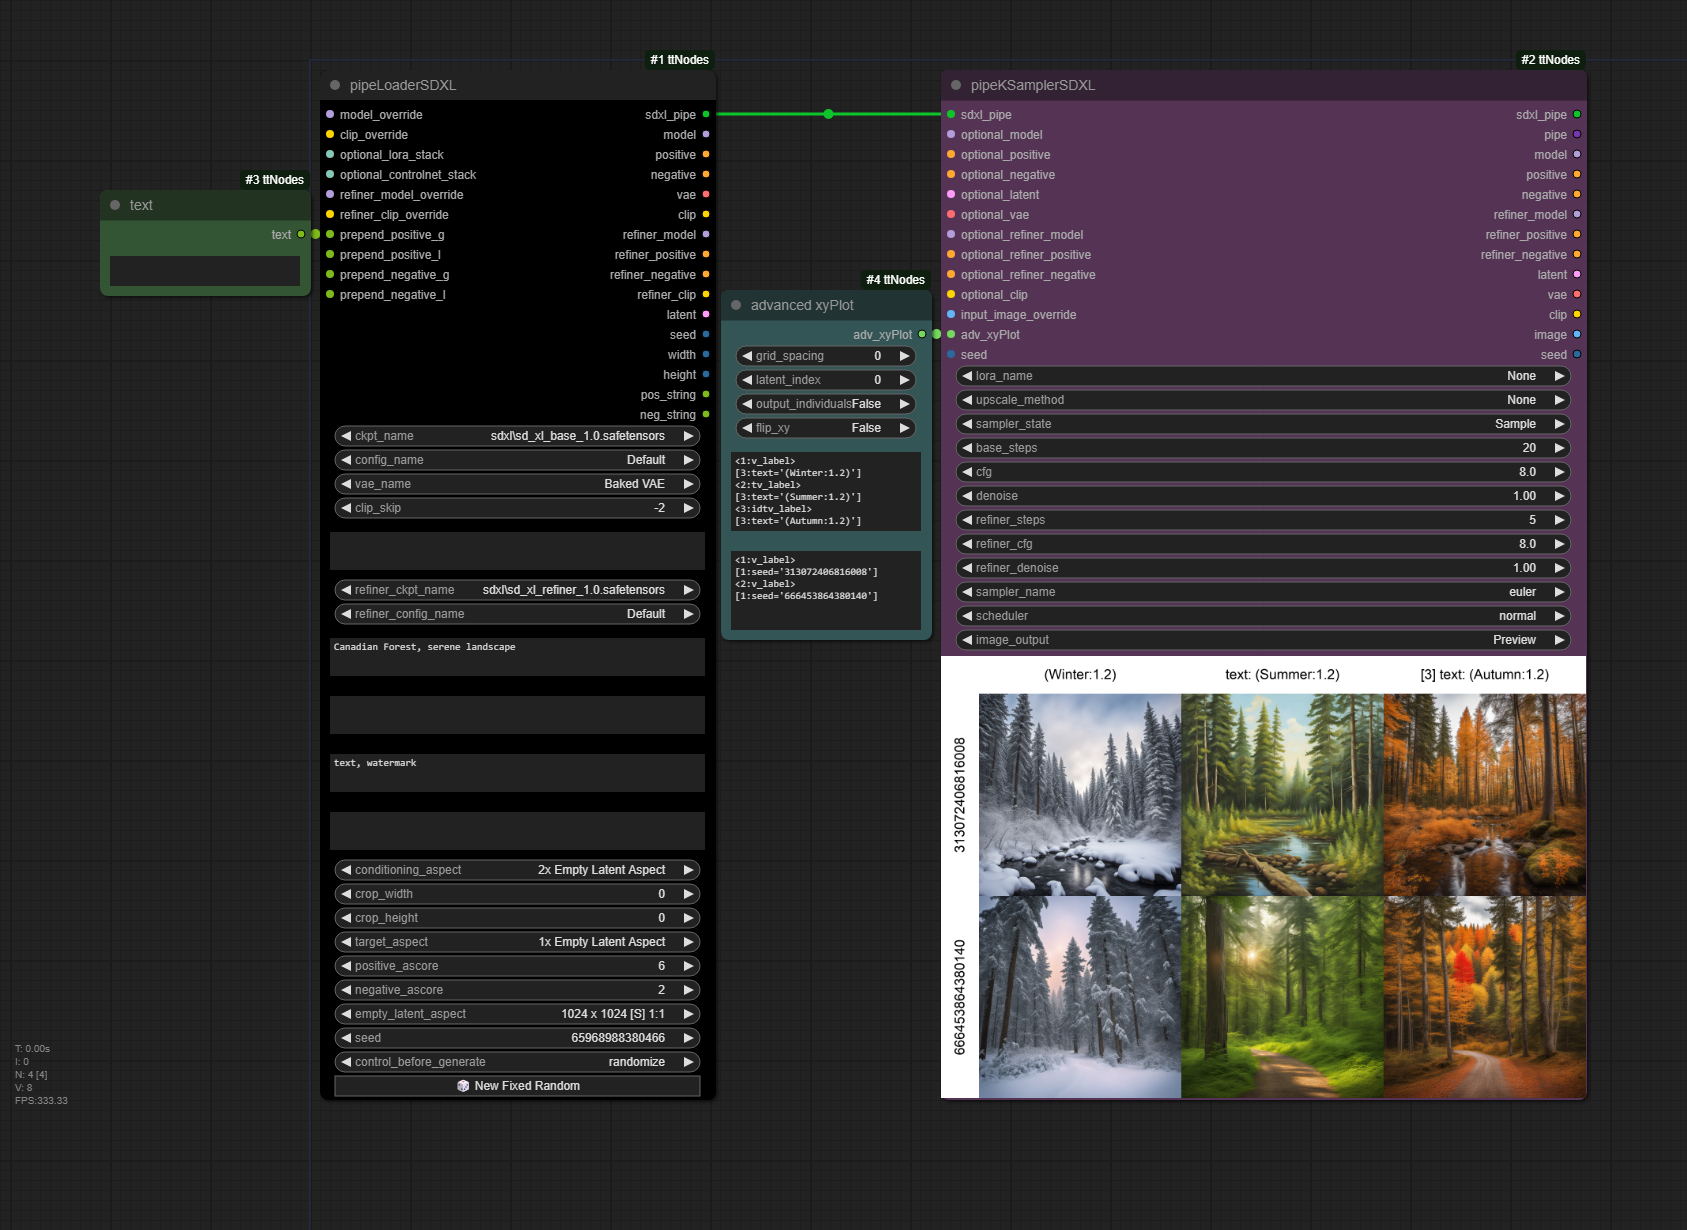 #3 ttNodes
text
text
#1 ttNodes
pipeLoaderSDXL
model_override sdxl_pipe
clip_override model
optional_lora_stack positive
optional_controlnet_stack negative
refiner_model_override vae
refiner_clip_override clip
prepend_positive_g refiner_model
prepend_positive_l refiner_positive
prepend_negative_g refiner_negative
prepend_negative_l refiner_clip
latent
seed
width
height
pos_string
neg_string
ckpt_name sdxl\sd_xl_base_1.0.safetensors
config_name Default
vae_name Baked VAE
clip_skip -2
refiner_ckpt_name sdxl\sd_xl_refiner_1.0.safetensors
refiner_config_name Default
Canadian Forest, serene landscape
text, watermark
conditioning_aspect 2x Empty Latent Aspect
crop_width 0
crop_height 0
target_aspect 1x Empty Latent Aspect
positive_ascore 6
negative_ascore 2
empty_latent_aspect 1024 x 1024 [S] 1:1
seed 65968988380466
control_before_generate randomize
New Fixed Random
#4 ttNodes
advanced xyPlot
adv_xyPlot
grid_spacing 0
latent_index 0
output_individuals False
flip_xy False
<1:v_label>
[3:text='(Winter:1.2)']
<2:tv_label>
[3:text='(Summer:1.2)']
<3:idtv_label>
[3:text='(Autumn:1.2)']
<1:v_label>
[1:seed='313072406816008']
<2:v_label>
[1:seed='666453864380140']
#2 ttNodes
pipeKSamplerSDXL
sdxl_pipe sdxl_pipe
optional_model pipe
optional_positive model
optional_negative positive
optional_latent negative
optional_vae refiner_model
optional_refiner_model refiner_positive
optional_refiner_positive refiner_negative
optional_refiner_negative latent
optional_clip vae
input_image_override clip
adv_xyPlot image
seed seed
lora_name None
upscale_method None
sampler_state Sample
base_steps 20
cfg 8.0
denoise 1.00
refiner_steps 5
refiner_cfg 8.0
refiner_denoise 1.00
sampler_name euler
scheduler normal
image_output Preview
(Winter:1.2) text: (Summer:1.2) [3] text: (Autumn:1.2)
313072406816008
666453864380140
T: 0.00s
I: 0
N: 4 [4]
V: 8
FPS:333.33